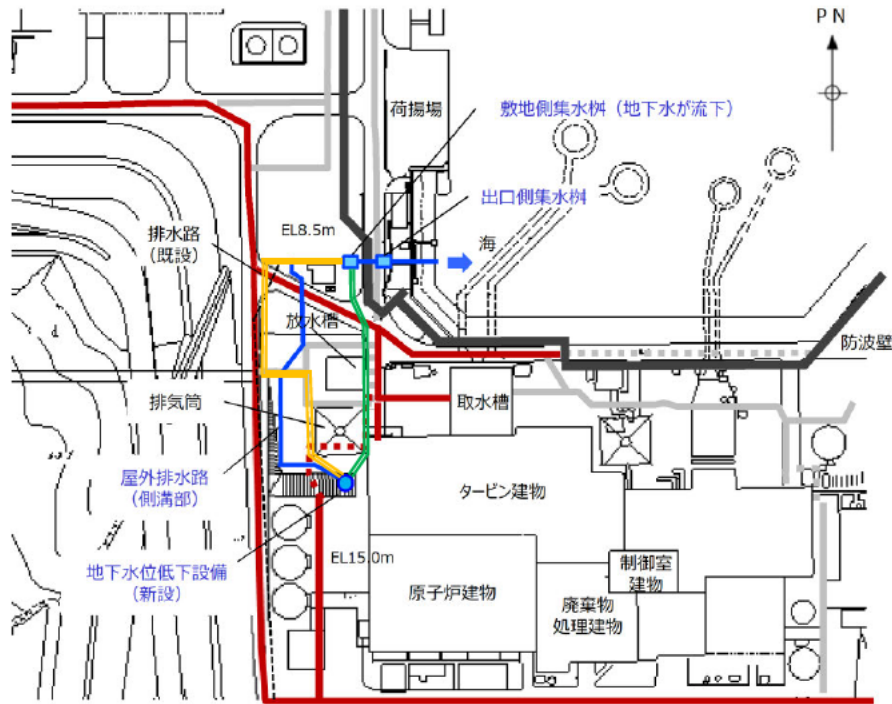 PN
荷揚場
敷地側集水桝（地下水が流下）
出口側集水桝
海
排水路
（既設）
EL8.5m
放水槽
防波壁
排気筒
取水槽
屋外排水路
（側溝部）
タービン建物
地下水位低下設備
（新設）
EL15.0m
制御室
建物
原子炉建物
廃棄物
処理建物